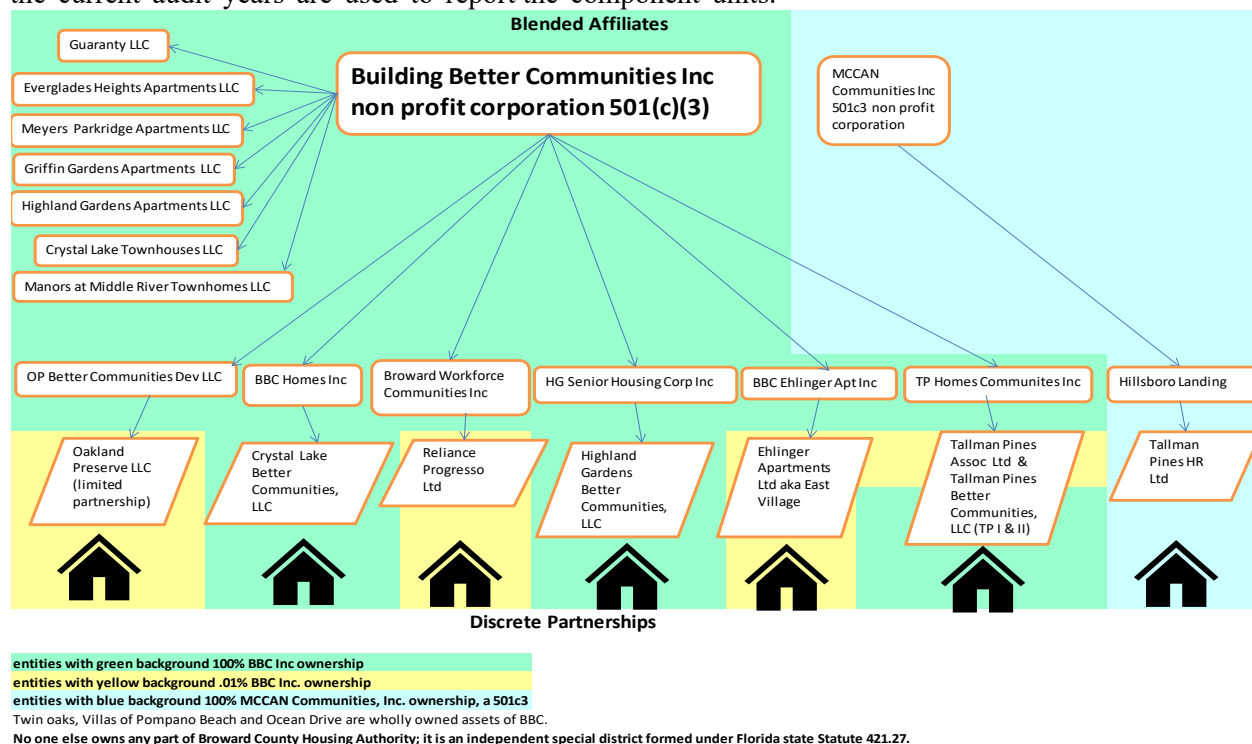 the current audit years are used to report the component units.
Blended Affiliates
Guaranty LLC
Everglades Heights Apartments LLC
Meyers Parkridge Apartments LLC
Griffin Gardens Apartments LLC
Highland Gardens Apartments LLC
Crystal Lake Townhouses LLC
Manors at Middle River Townhomes LLC
Building Better Communities Inc
non profit corporation 501(c)(3)
MCCAN
Communities Inc
501c3 non profit
corporation
OP Better Communities Dev LLC
BBC Homes Inc
Broward Workforce
Communities Inc
HG Senior Housing Corp Inc
BBC Ehlinger Apt Inc
TP Homes Communites Inc
Hillsboro Landing
Oakland
Preserve LLC
(limited
partnership)
Crystal Lake
Better
Communities,
LLC
Reliance
Progresso
Ltd
Highland
Gardens
Better
Communities,
LLC
Ehlinger
Apartments
Ltd aka East
Village
Tallman Pines
Assoc Ltd &
Tallman Pines
Better
Communities,
LLC (TP I & II)
Tallman
Pines HR
Ltd
Discrete Partnerships
entities with green background 100% BBC Inc ownership
entities with yellow background .01% BBC Inc. ownership
entities with blue background 100% MCCAN Communities, Inc. ownership, a 501c3
Twin oaks, Villas of Pompano Beach and Ocean Drive are wholly owned assets of BBC.
No one else owns any part of Broward County Housing Authority; it is an independent special district formed under Florida state Statute 421.27.